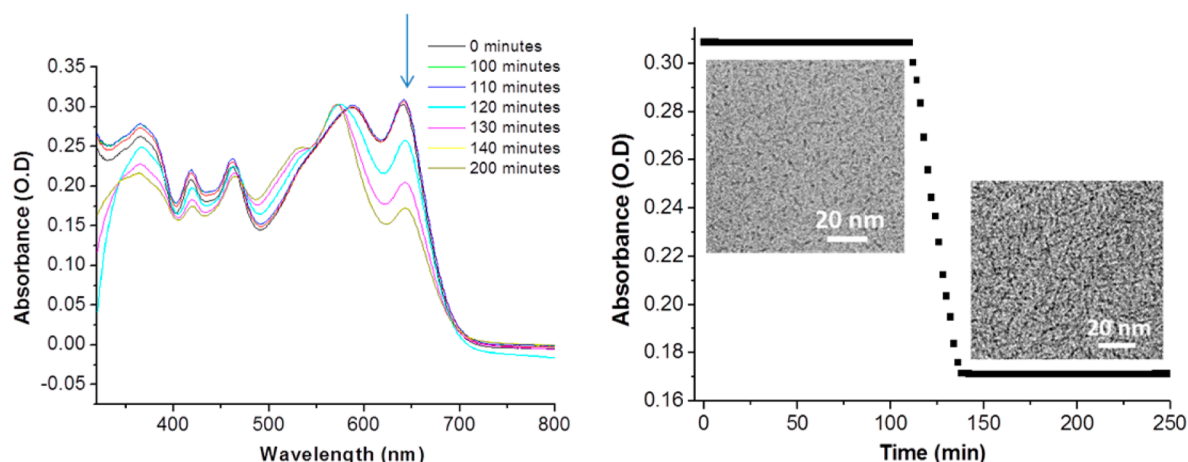 0 minutes
100 minutes
110 minutes
120 minutes
130 minutes
140 minutes
200 minutes
0.35
0.30
0.25
0.20
0.15
0.10
0.05
0.00
-0.05
Absorbance (O.D)
400 500 600 700 800
Wavelength (nm)
0.30
0.28
0.26
0.24
0.22
0.20
0.18
0.16
Absorbance (O.D)
20 nm
20 nm
0 50 100 150 200 250
Time (min)